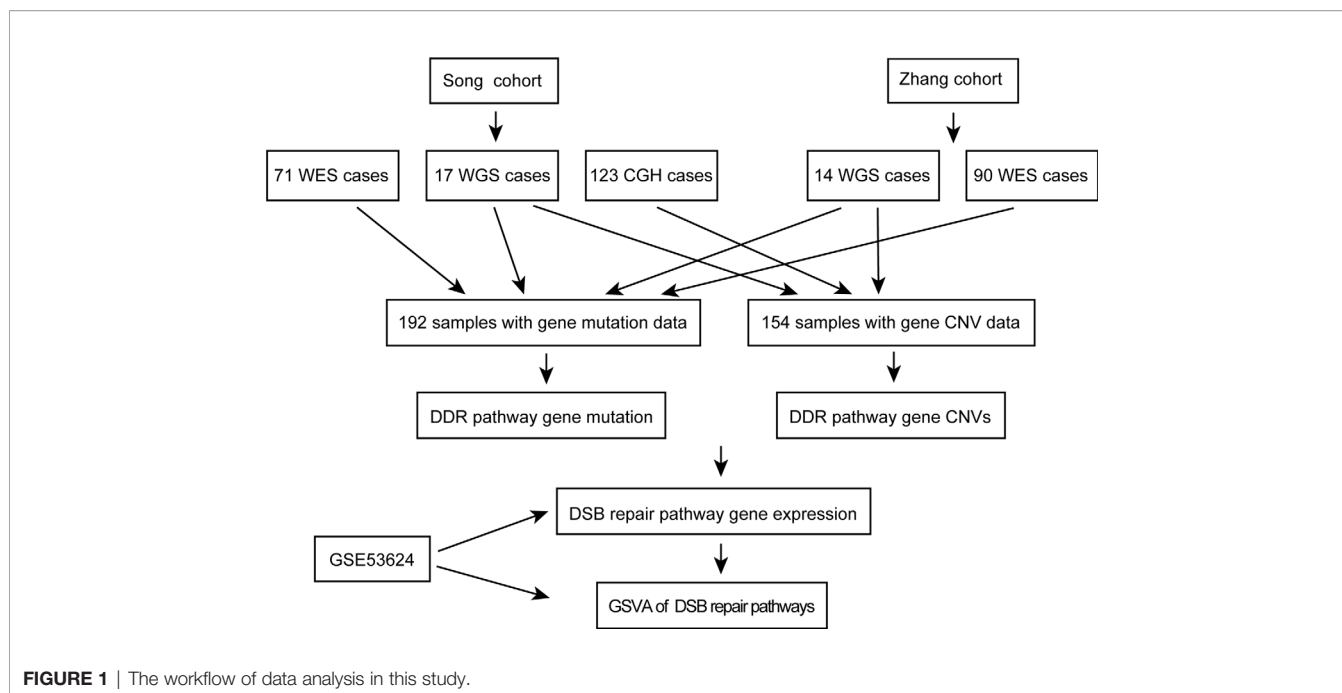 Song cohort
Zhang cohort
71 WES cases
17 WGS cases
123 CGH cases
14 WGS cases
90 WES cases
192 samples with gene mutation data
154 samples with gene CNV data
DDR pathway gene mutation
DDR pathway gene CNVs
DSB repair pathway gene expression
GSE53624
GSVA of DSB repair pathways
FIGURE 1 | The workflow of data analysis in this study.